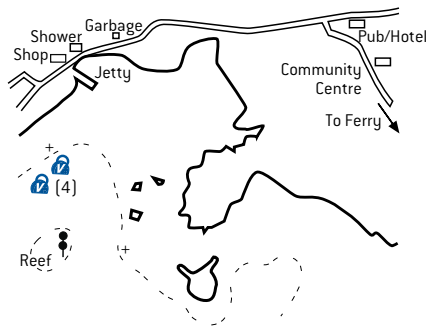 Garbage
Shower
Pub/Hotel
Shop
Jetty
Community
Centre
To Ferry
V
V
(4)
Reef